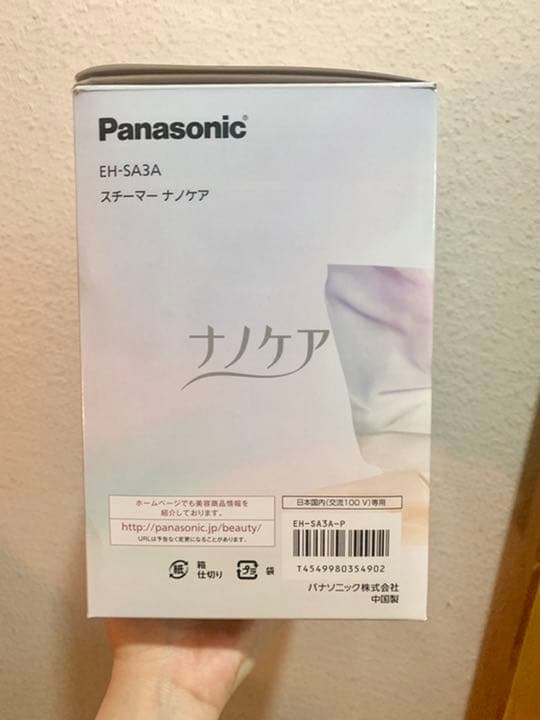 Panasonic®
EH-SA3A
スチーマー ナノケア
ナノケア
ホームページでも美容商品情報を
紹介しております。
http://panasonic.jp/beauty/
URLは予告なく変更になることがあります。
日本国内(交流100 V)専用
EH-SA3A-P
T4549980354902
紙
箱
仕切り
プラ
袋
パナソニック株式会社
中国製